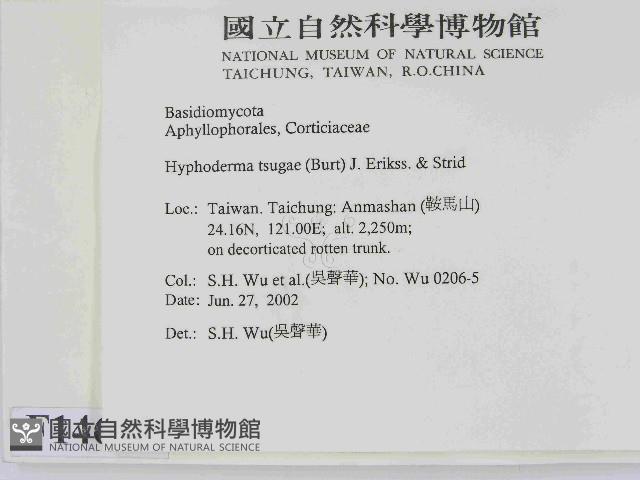 國立自然科學博物館
NATIONAL MUSEUM OF NATURAL SCIENCE
TAICHUNG, TAIWAN, R.O.CHINA
Basidiomycota
Aphyllophorales, Corticiaceae
Hyphoderma tsugae (Burt) J. Erikss. & Strid
Loc.: Taiwan. Taichung: Anmashan (鞍馬山)
24.16N, 121.00E; alt. 2,250m;
on decorticated rotten trunk.
Col.: S.H. Wu et al.(吳聲華); No. Wu 0206-5
Date: Jun. 27, 2002
Det.: S.H. Wu(吳聲華)
國立自然科學博物館
NATIONAL MUSEUM OF NATURAL SCIENCE